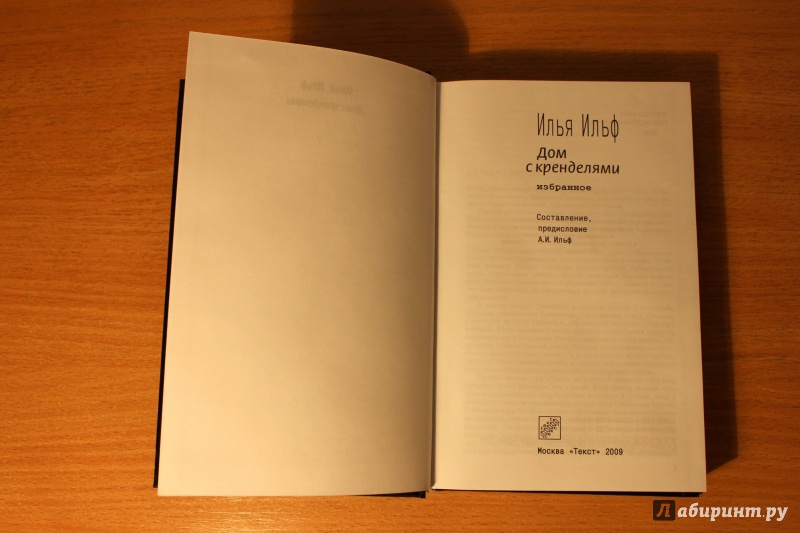 Илья Ильф
Дом
с кренделями
избранное
Составление,
предисловие
А.И. Ильф
Москва «Текст» 2009
Лабиринт.ру